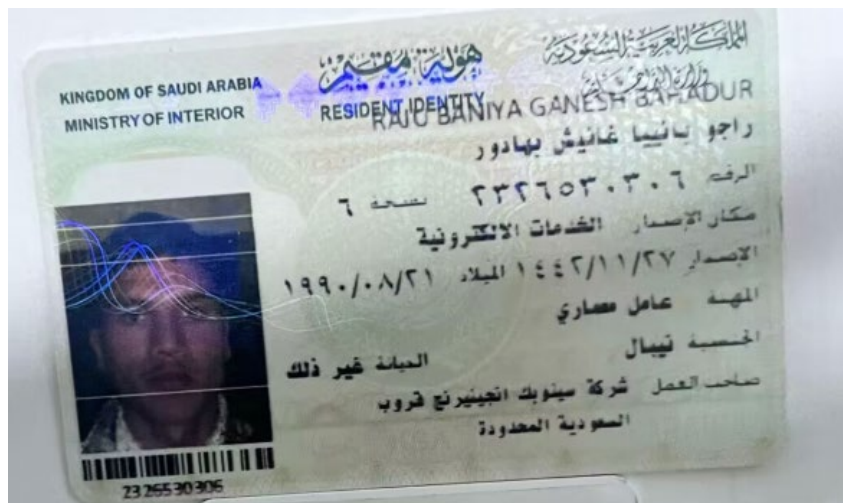 المملكة العربية السعودية
وزارة الداخلية
هوية مقيم
KINGDOM OF SAUDI ARABIA
MINISTRY OF INTERIOR
RESIDENT IDENTITY
RAJU BANIYA GANESH BAHADUR
راجو بانييا غانيش بهادور
الرقم ٢٣٢٦٥٣٠٣٠٦ نسخة ٦
مكان الإصدار الخدمات الالكترونية
الإصدار ١٤٤٢/١١/٢٧ الميلاد ١٩٩٠/٠٨/٢١
المهنة عامل معماري
الجنسية نيبال الديانة غير ذلك
صاحب العمل شركة سينوبك انجينيرنج قروب
السعودية المحدودة
2326530306